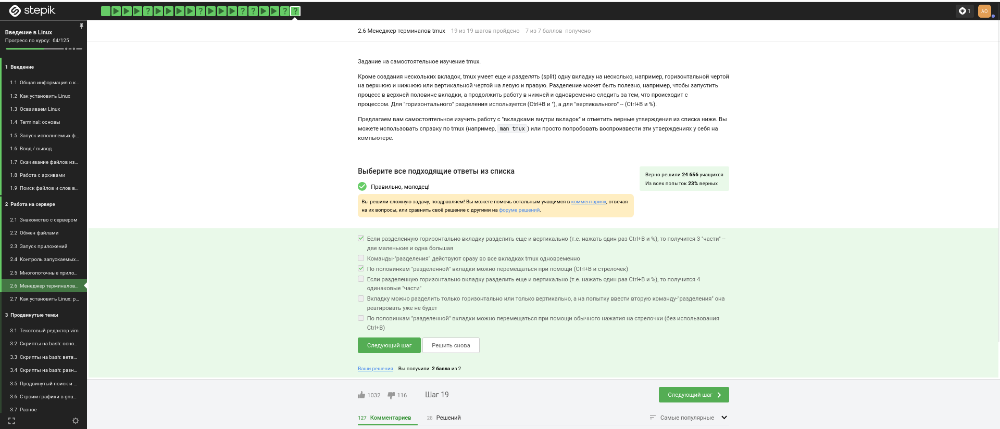 stepik
1
AO
Введение в Linux
Прогресс по курсу: 64/125
1 Введение
1.1 Общая информация о к...
1.2 Как установить Linux
1.3 Осваиваем Linux
1.4 Terminal: основы
1.5 Запуск исполняемых ф...
1.6 Ввод / вывод
1.7 Скачивание файлов из...
1.8 Работа с архивами
1.9 Поиск файлов и слов в...
2 Работа на сервере
2.1 Знакомство с сервером
2.2 Обмен файлами
2.3 Запуск приложений
2.4 Контроль запускаемых...
2.5 Многопоточные прило...
2.6 Менеджер терминалов...
2.7 Как установить Linux: р...
3 Продвинутые темы
3.1 Текстовый редактор vim
3.2 Скрипты на bash: осно...
3.3 Скрипты на bash: ветв...
3.4 Скрипты на bash: разн...
3.5 Продвинутый поиск и ...
3.6 Строим графики в gnu...
3.7 Разное
2.6 Менеджер терминалов tmux 19 из 19 шагов пройдено 7 из 7 баллов получено
Задание на самостоятельное изучение tmux.
Кроме создания нескольких вкладок, tmux умеет еще и разделять (split) одну вкладку на несколько, например, горизонтальной чертой
на верхнюю и нижнюю или вертикальной чертой на левую и правую. Разделение может быть полезно, например, чтобы запустить
процесс в верхней половине вкладки, а продолжить работу в нижней и одновременно следить за тем, что происходит с
процессом. Для "горизонтального" разделения используется (Ctrl+B и "), а для "вертикального" -- (Ctrl+B и %).
Предлагаем вам самостоятельное изучить работу с "вкладками внутри вкладок" и отметить верные утверждения из списка ниже. Вы
можете использовать справку по tmux (например, man tmux ) или просто попробовать воспроизвести эти утверждениях у себя на
компьютере.
Выберите все подходящие ответы из списка
Верно решили 24 656 учащихся
Из всех попыток 23% верных
Правильно, молодец!
Вы решили сложную задачу, поздравляем! Вы можете помочь остальным учащимся в комментариях, отвечая
на их вопросы, или сравнить своё решение с другими на форуме решений.
Если разделенную горизонтально вкладку разделить еще и вертикально (т.е. нажать один раз Ctrl+B и %), то получится 3 "части" --
две маленькие и одна большая
Команды-"разделения" действуют сразу во все вкладках tmux одновременно
По половинкам "разделенной" вкладки можно перемещаться при помощи (Ctrl+B и стрелочек)
Если разделенную горизонтально вкладку разделить еще и вертикально (т.е. нажать один раз Ctrl+B и %), то получится 4
одинаковые "части"
Вкладку можно разделить только горизонтально или только вертикально, а на попытку ввести вторую команду-"разделения" она
реагировать уже не будет
По половинкам "разделенной" вкладки можно перемещаться при помощи обычного нажатия на стрелочки (без использования
Ctrl+B)
Следующий шаг Решить снова
Ваши решения Вы получили: 2 балла из 2
1032 116 Шаг 19 Следующий шаг
127 Комментариев 28 Решений Самые популярные